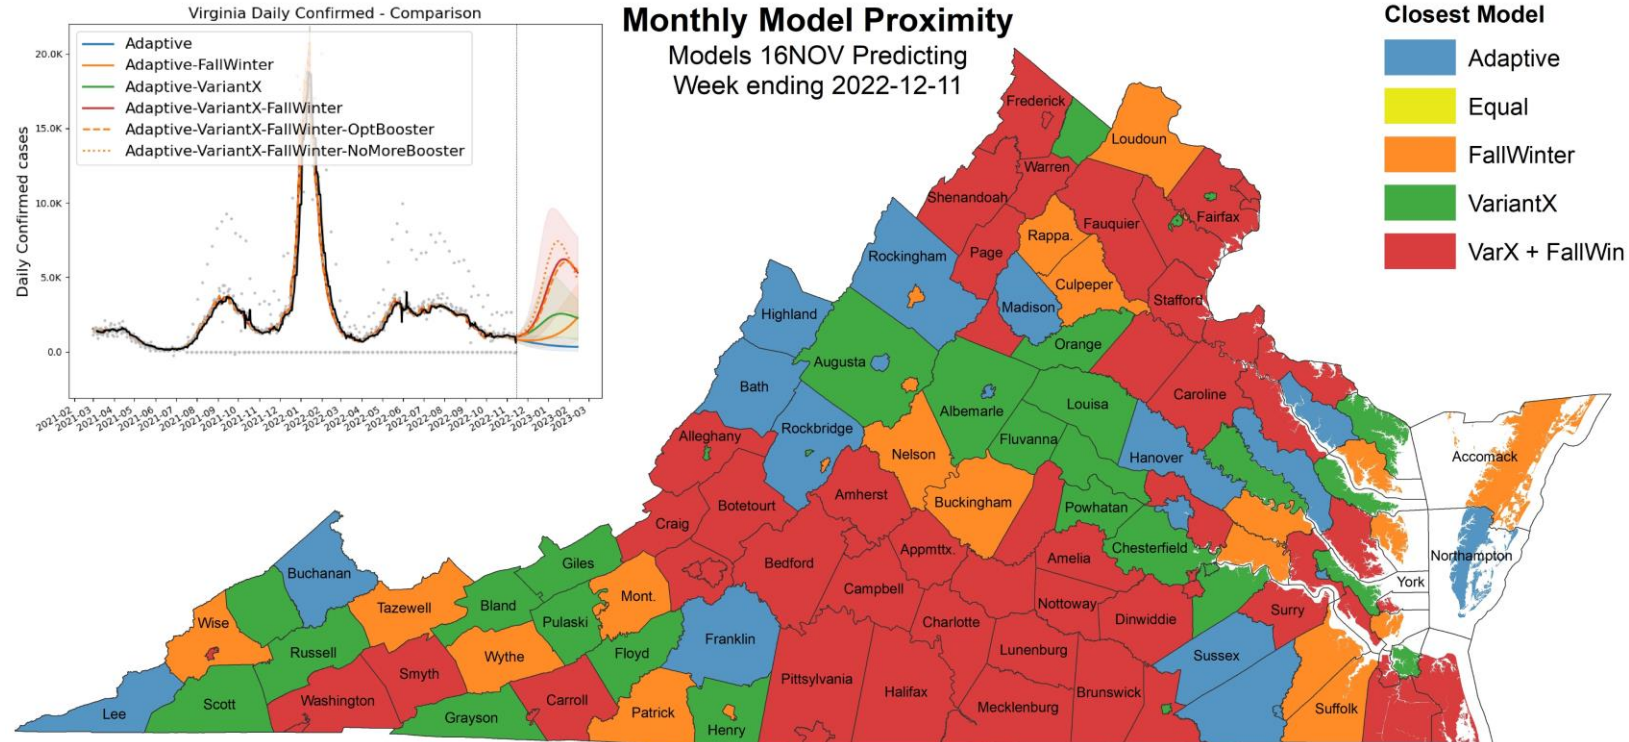 Virginia Daily Confirmed - Comparison
Adaptive
Adaptive-FallWinter
Adaptive-VariantX
Adaptive-VariantX-FallWinter
Adaptive-VariantX-FallWinter-OptBooster
Adaptive-VariantX-FallWinter-NoMoreBooster
Daily Confirmed cases
20.0K
15.0K
10.0K
5.0K
0.0
2021-02
2021-03
2021-04
2021-05
2021-06
2021-07
2021-08
2021-09
2021-10
2021-11
2021-12
2022-01
2022-02
2022-03
2022-04
2022-05
2022-06
2022-07
2022-08
2022-09
2022-10
2022-11
2022-12
2023-01
2023-02
2023-03
Monthly Model Proximity
Models 16NOV Predicting
Week ending 2022-12-11
Closest Model
Adaptive
Equal
FallWinter
VariantX
VarX + FallWin
Frederick
Loudoun
Warren
Shenandoah
Fauquier
Fairfax
Rappa.
Page
Rockingham
Culpeper
Stafford
Madison
Highland
Orange
Augusta
Bath
Caroline
Louisa
Albemarle
Rockbridge
Alleghany
Fluvanna
Nelson
Hanover
Accomack
Amherst
Buckingham
Botetourt
Powhatan
Craig
Chesterfield
Appmttx.
Amelia
Northampton
Bedford
Giles
Buchanan
York
Campbell
Mont.
Nottoway
Bland
Tazewell
Surry
Dinwiddie
Pulaski
Charlotte
Wise
Franklin
Lunenburg
Russell
Floyd
Sussex
Wythe
Smyth
Pittsylvania
Halifax
Brunswick
Washington
Carroll
Scott
Mecklenburg
Suffolk
Patrick
Lee
Grayson
Henry